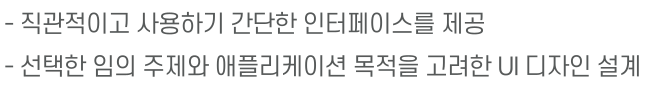 - 직관적이고 사용하기 간단한 인터페이스를 제공
- 선택한 임의 주제와 애플리케이션 목적을 고려한 UI 디자인 설계